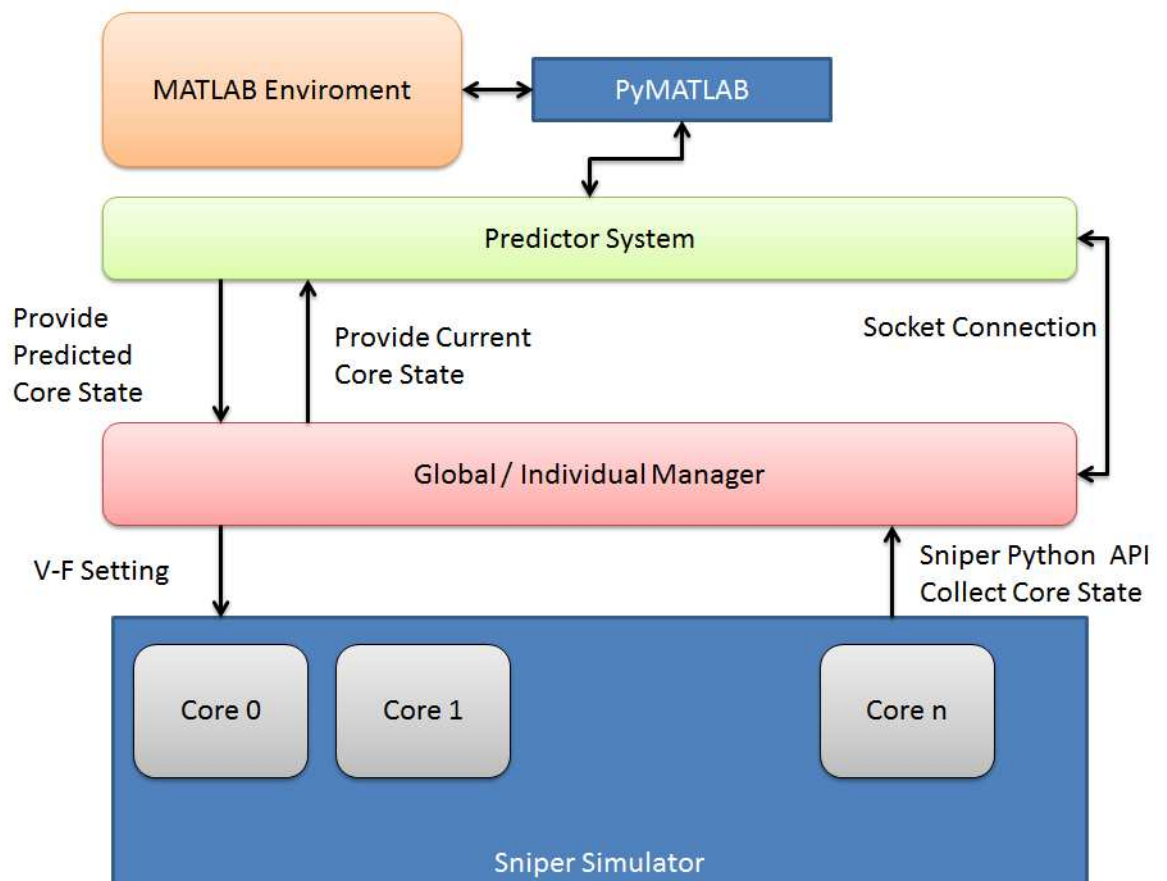 MATLAB Enviroment
PyMATLAB
Predictor System
Provide
Predicted
Core State
Provide Current
Core State
Socket Connection
Global / Individual Manager
V-F Setting
Sniper Python API
Collect Core State
Core 0
Core 1
Core n
Sniper Simulator